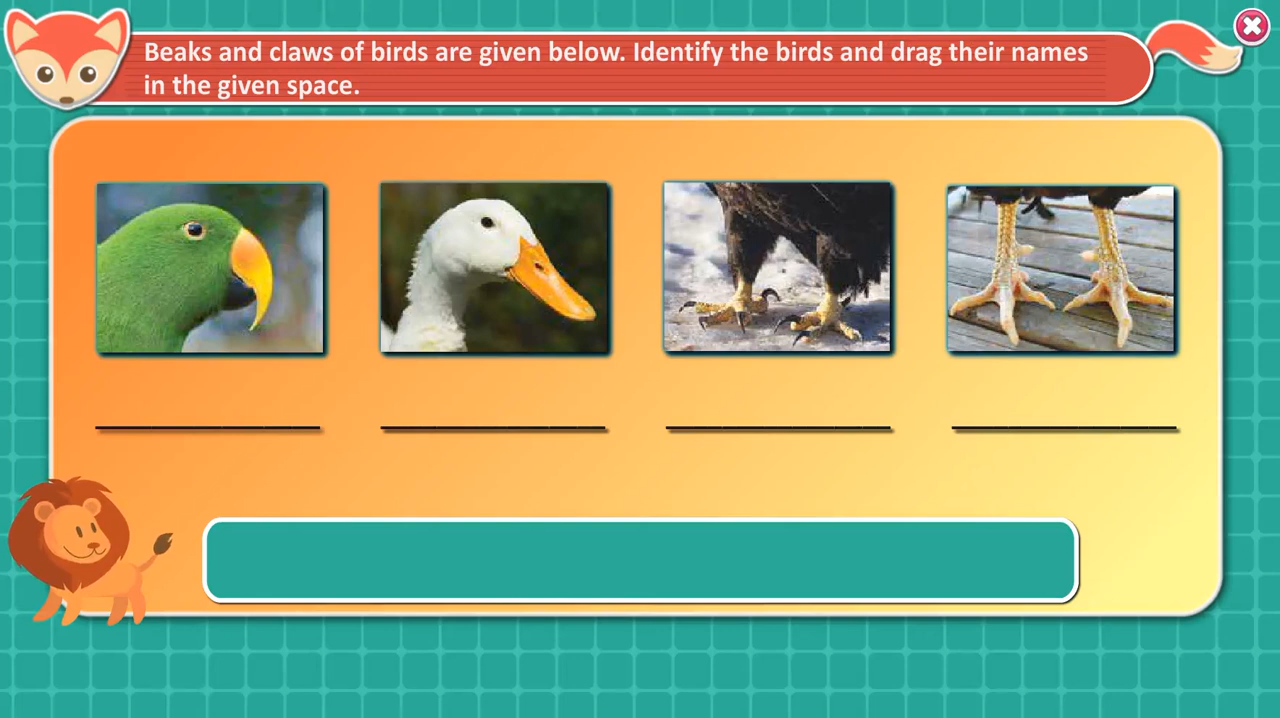 Beaks and claws of birds are given below. Identify the birds and drag their names
in the given space.